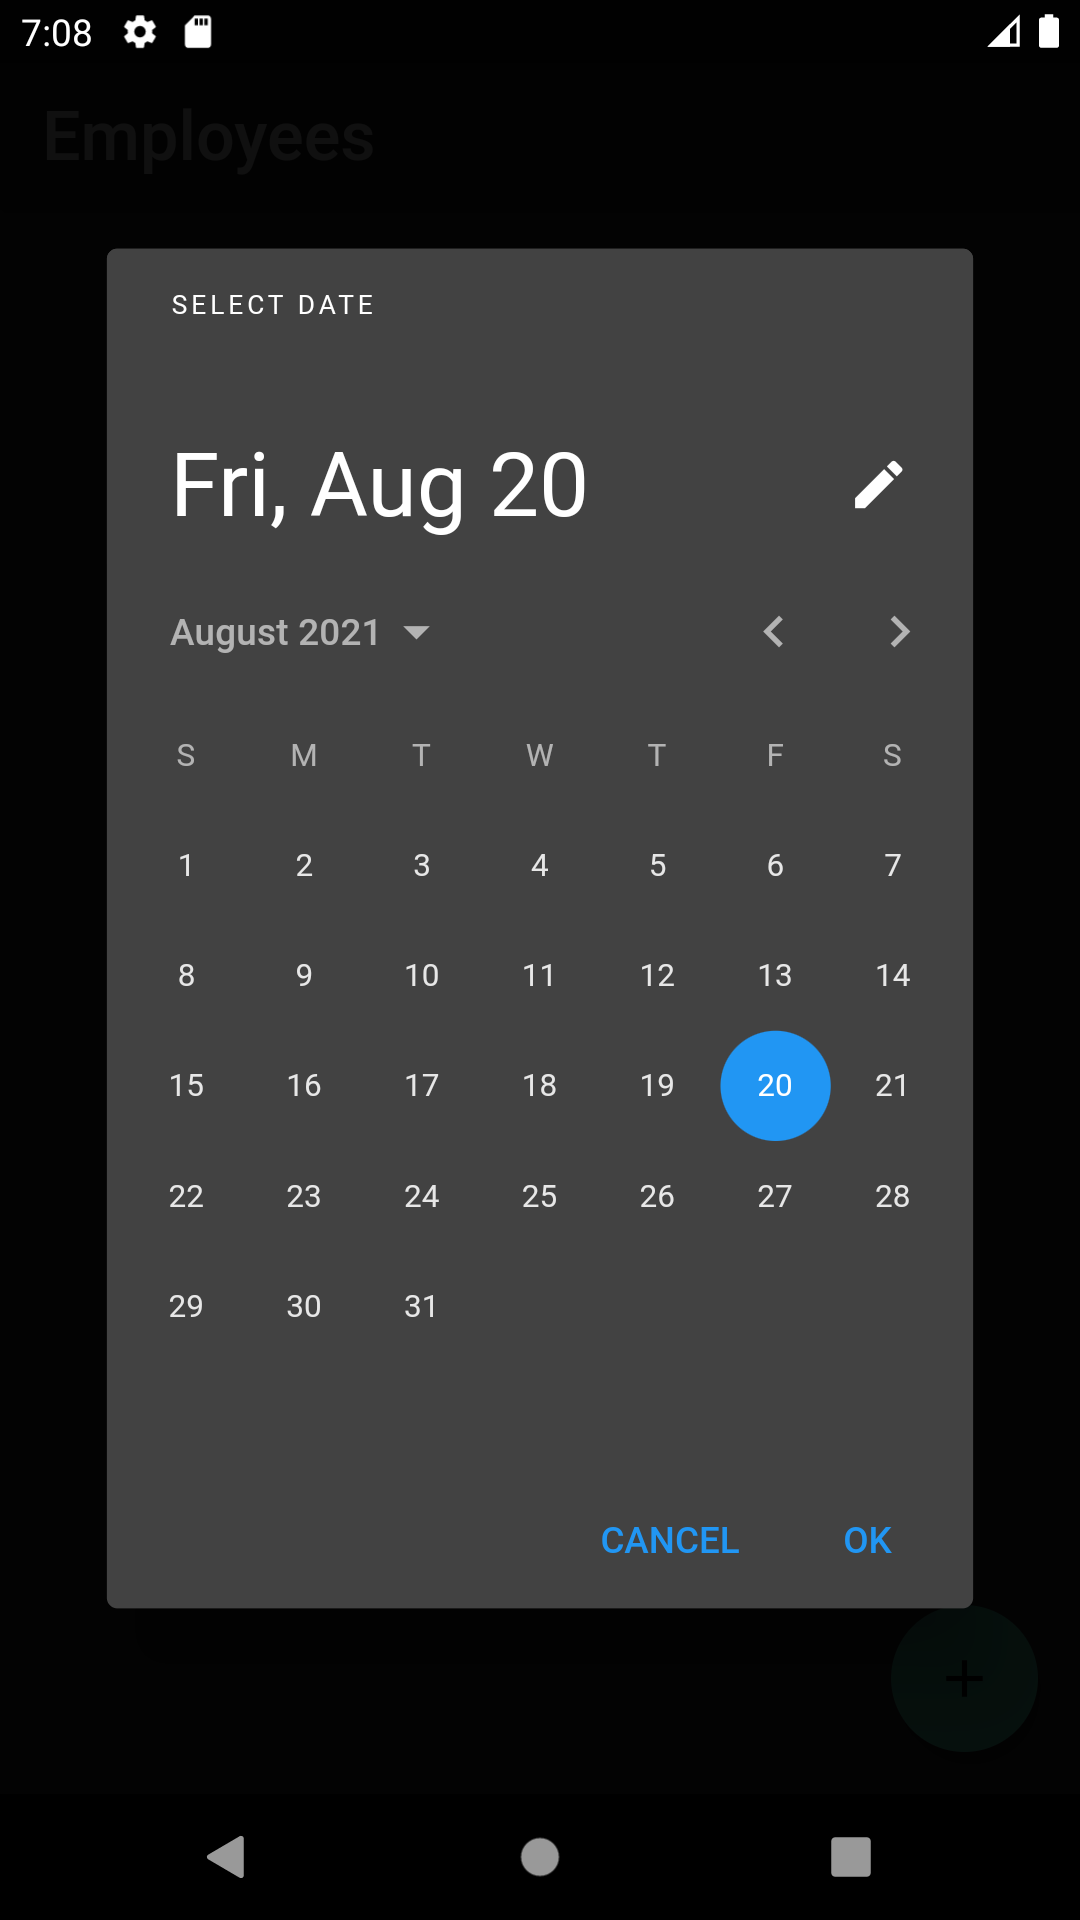 7:08
Employees
SELECT DATE
Fri, Aug 20
August 2021
S M T W T F S
1 2 3 4 5 6 7
8 9 10 11 12 13 14
15 16 17 18 19 20 21
22 23 24 25 26 27 28
29 30 31
CANCEL OK